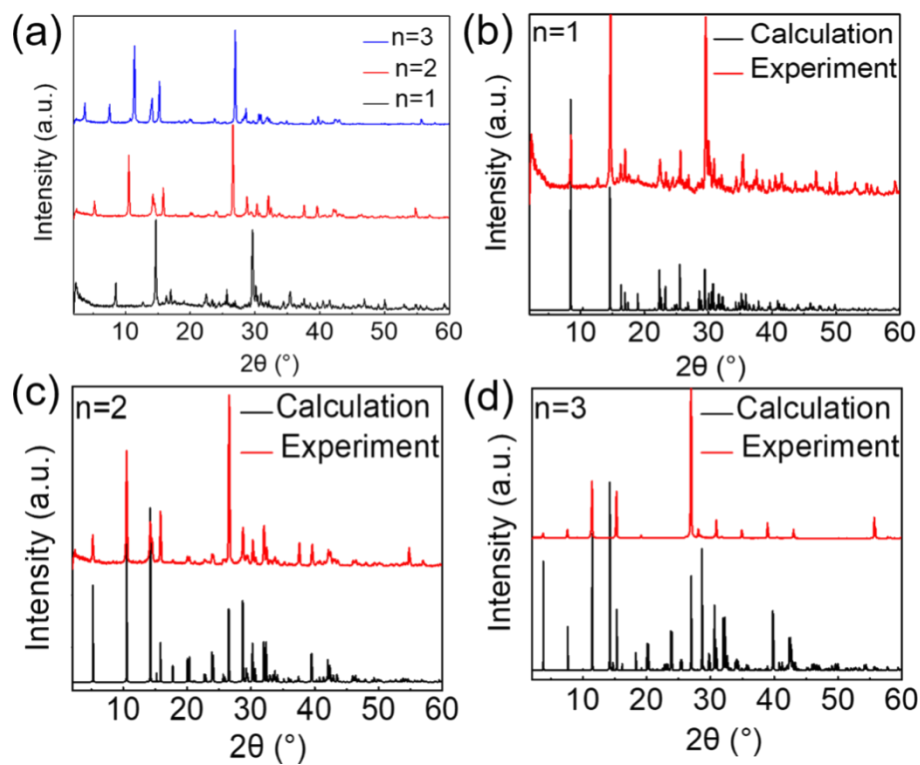 (a)
n=3
n=2
n=1
Intensity (a.u.)
10 20 30 40 50 60
2θ (°)
(b)
n=1
Calculation
Experiment
Intensity (a.u.)
10 20 30 40 50 60
2θ (°)
(c)
n=2
Calculation
Experiment
Intensity (a.u.)
10 20 30 40 50 60
2θ (°)
(d)
n=3
Calculation
Experiment
Intensity (a.u.)
10 20 30 40 50 60
2θ (°)